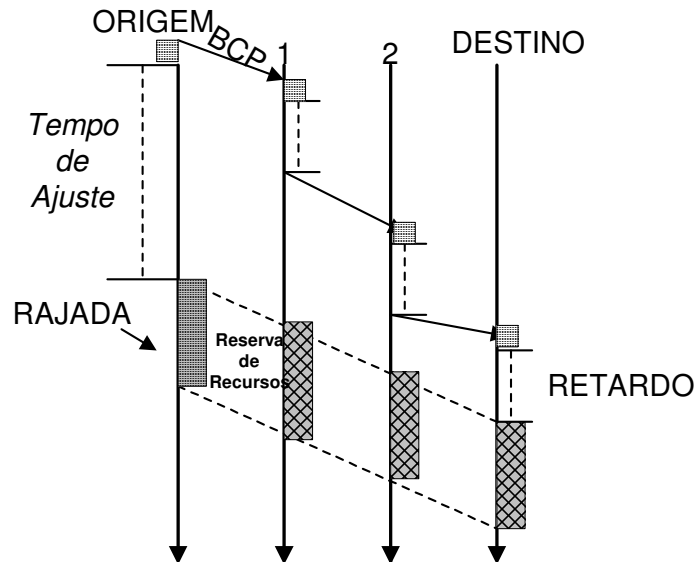 ORIGEM
BCP
1
2
DESTINO
Tempo
de
Ajuste
RAJADA
Reserva
de
Recursos
RETARDO